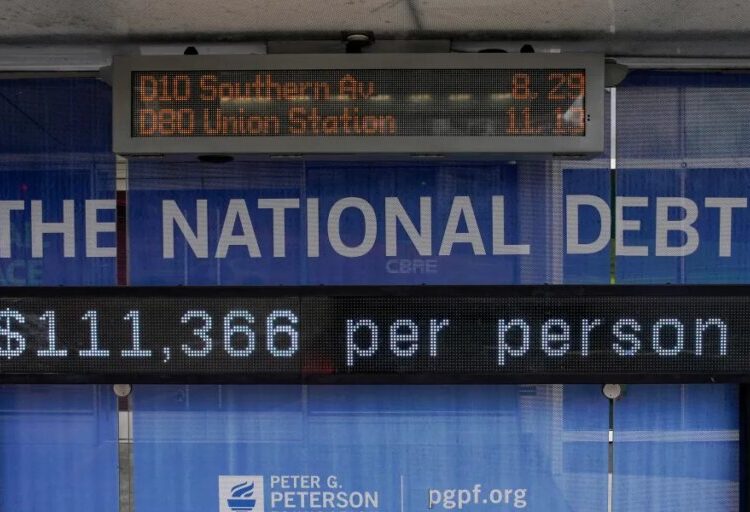 D10 Southern Av 8, 29
D80 Union Station 11, 13
THE NATIONAL DEBT
CBRE
$111,366 per person
PETER G.
PETERSON
pgpf.org